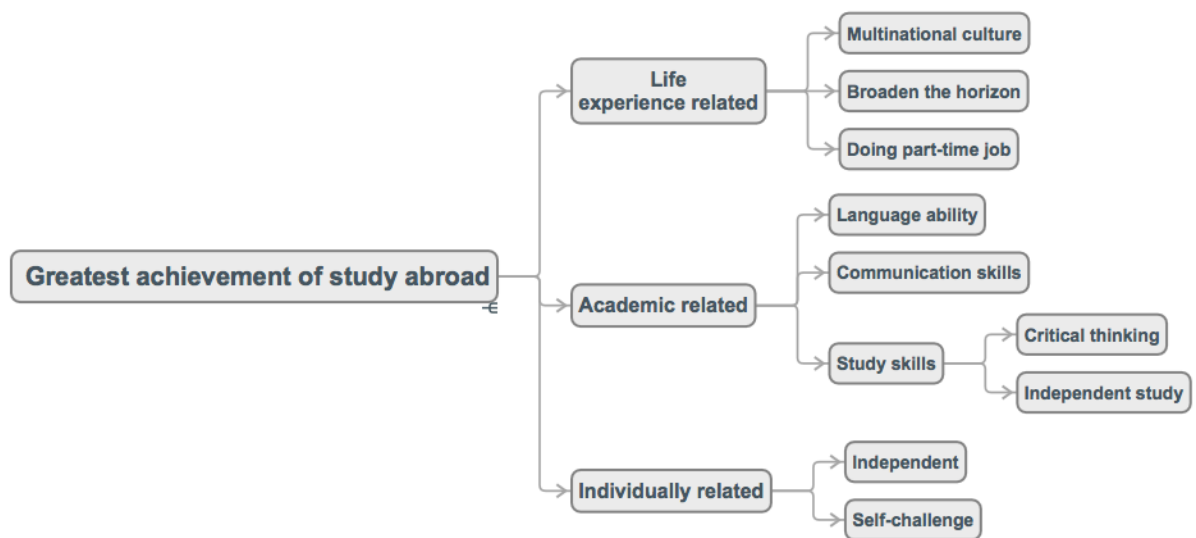 Greatest achievement of study abroad
Life
experience related
Multinational culture
Broaden the horizon
Doing part-time job
Academic related
Language ability
Communication skills
Study skills
Critical thinking
Independent study
Individually related
Independent
Self-challenge